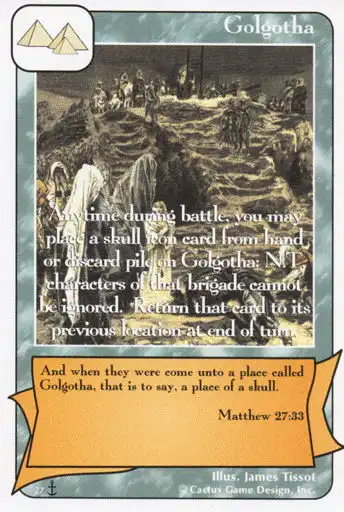 Golgotha
Anytime during battle, you may
place a skull icon card from hand
or discard pile on Golgotha: N.T.
characters of that brigade cannot
be ignored. Return that card to its
previous location at end of turn.
And when they were come unto a place called
Golgotha, that is to say, a place of a skull.
Matthew 27:33
Illus. James Tissot
27 © Cactus Game Design, Inc.